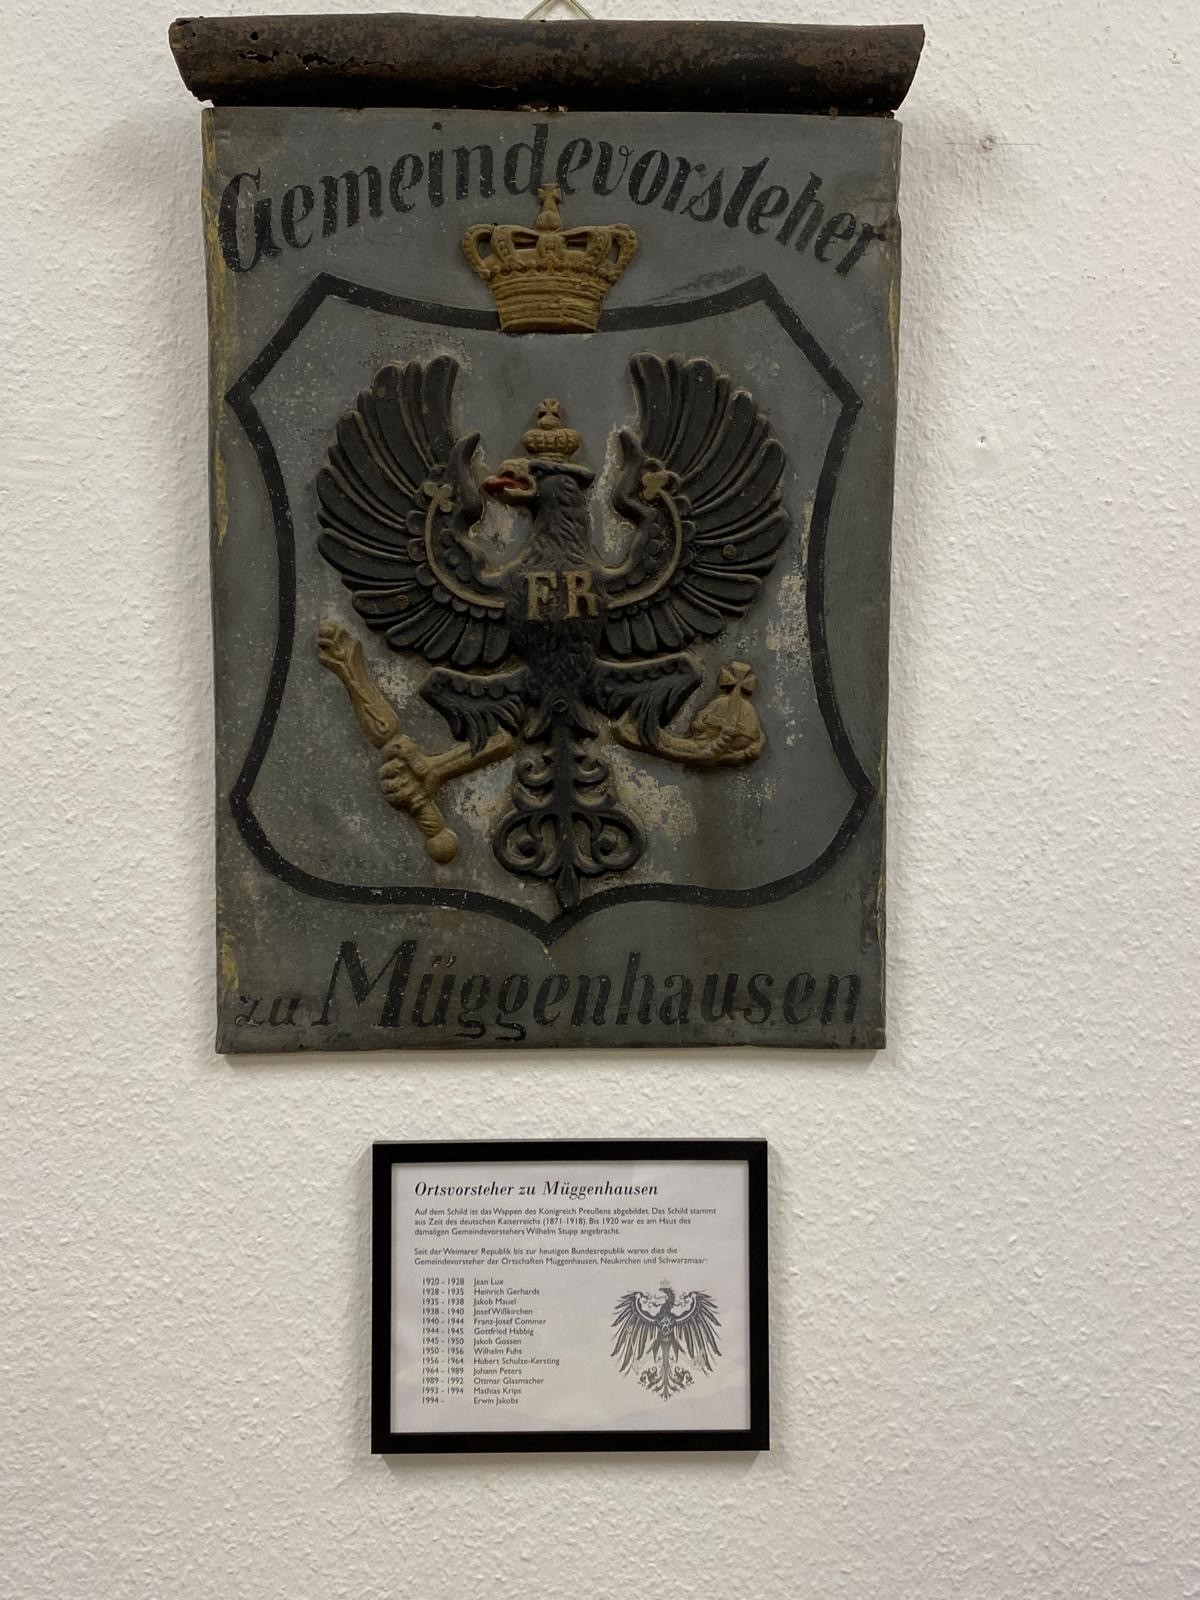 Gemeindevorsteher
FR
zu Müggenhausen
Ortsvorsteher zu Müggenhausen
Auf dem Schild ist das Wappen des Königreich Preußens abgebildet. Das Schild stammt
aus Zeit des deutschen Kaiserreichs (1871-1918). Bis 1920 war es am Haus des
damaligen Gemeindevorstehers Wilhelm Stupp angebracht.
Seit der Weimarer Republik bis zur heutigen Bundesrepublik waren dies die
Gemeindevorsteher der Ortschaften Müggenhausen, Neukirchen und Schwarzmaar:
1920 - 1928 Jean Lux
1928 - 1935 Heinrich Gerhards
1935 - 1938 Jakob Mauel
1938 - 1940 Josef Wißkirchen
1940 - 1944 Franz-Josef Commer
1944 - 1945 Gottfried Habbig
1945 - 1950 Jakob Gossen
1950 - 1956 Wilhelm Fuhs
1956 - 1964 Hubert Schulze-Kersting
1964 - 1989 Johann Peters
1989 - 1992 Ottmar Glasmacher
1993 - 1994 Mathias Krips
1994 - Erwin Jakobs